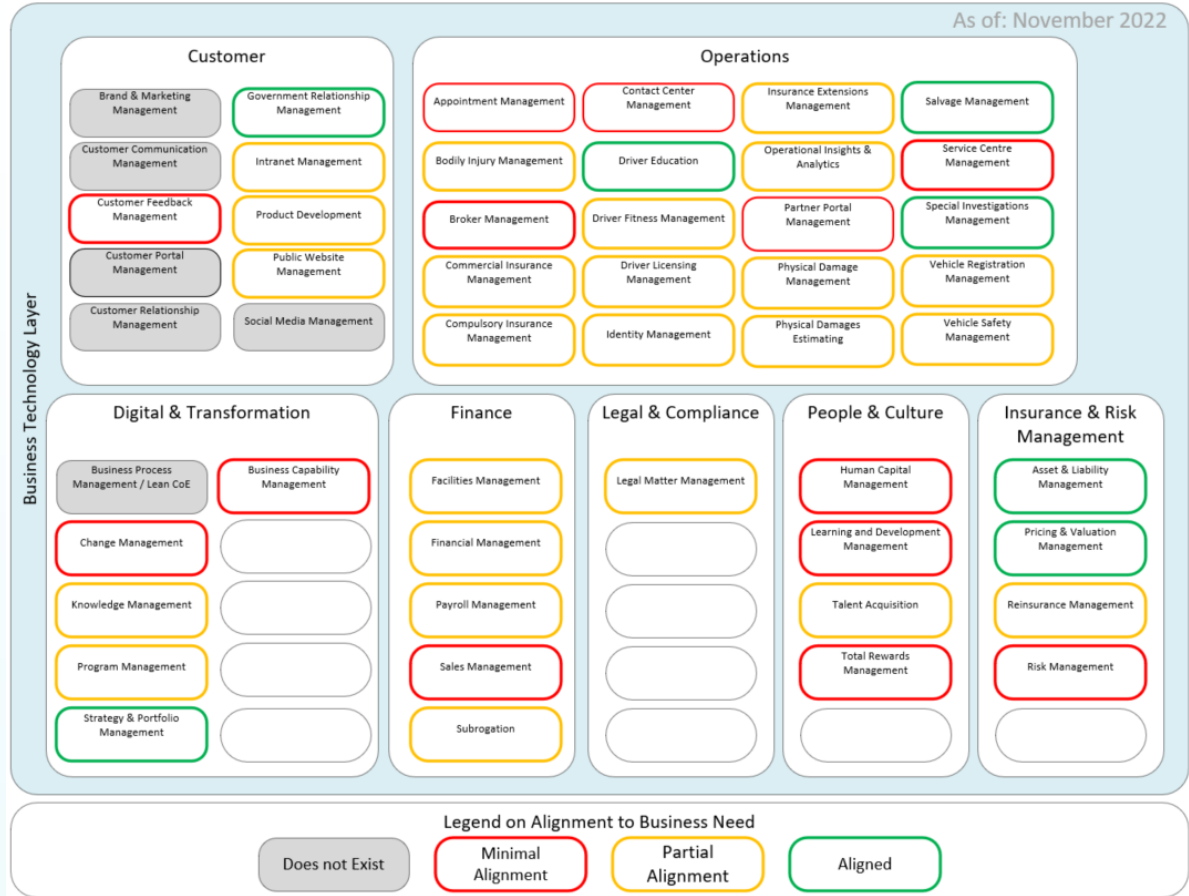 As of: November 2022
Business Technology Layer
Customer
Brand & Marketing
Management
Government Relationship
Management
Customer Communication
Management
Intranet Management
Customer Feedback
Management
Product Development
Customer Portal
Management
Public Website
Management
Customer Relationship
Management
Social Media Management
Operations
Appointment Management
Contact Center
Management
Insurance Extensions
Management
Salvage Management
Bodily Injury Management
Driver Education
Operational Insights &
Analytics
Service Centre
Management
Broker Management
Driver Fitness Management
Partner Portal
Management
Special Investigations
Management
Commercial Insurance
Management
Driver Licensing
Management
Physical Damage
Management
Vehicle Registration
Management
Compulsory Insurance
Management
Identity Management
Physical Damages
Estimating
Vehicle Safety
Management
Digital & Transformation
Business Process
Management / Lean CoE
Business Capability
Management
Change Management
Knowledge Management
Program Management
Strategy & Portfolio
Management
Finance
Facilities Management
Financial Management
Payroll Management
Sales Management
Subrogation
Legal & Compliance
Legal Matter Management
People & Culture
Human Capital
Management
Learning and Development
Management
Talent Acquisition
Total Rewards
Management
Insurance & Risk
Management
Asset & Liability
Management
Pricing & Valuation
Management
Reinsurance Management
Risk Management
Legend on Alignment to Business Need
Does not Exist
Minimal
Alignment
Partial
Alignment
Aligned